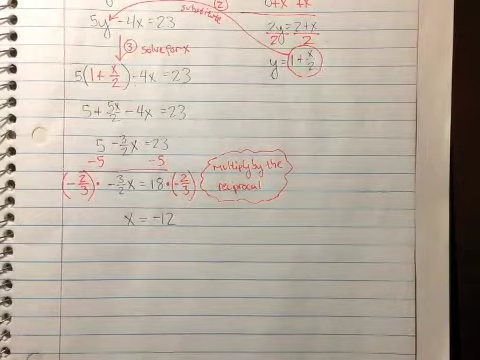 ② 0+x +x
substitute
5y - 4x = 23
2y = 2+x
2 2
③ solve for x
y = 1 + x/2
5(1 + x/2) - 4x = 23
5 + 5x/2 - 4x = 23
5 - 3/2 x = 23
-5 -5
(-2/3) · -3/2 x = 18 · (-2/3)
multiply by the
reciprocal
x = -12